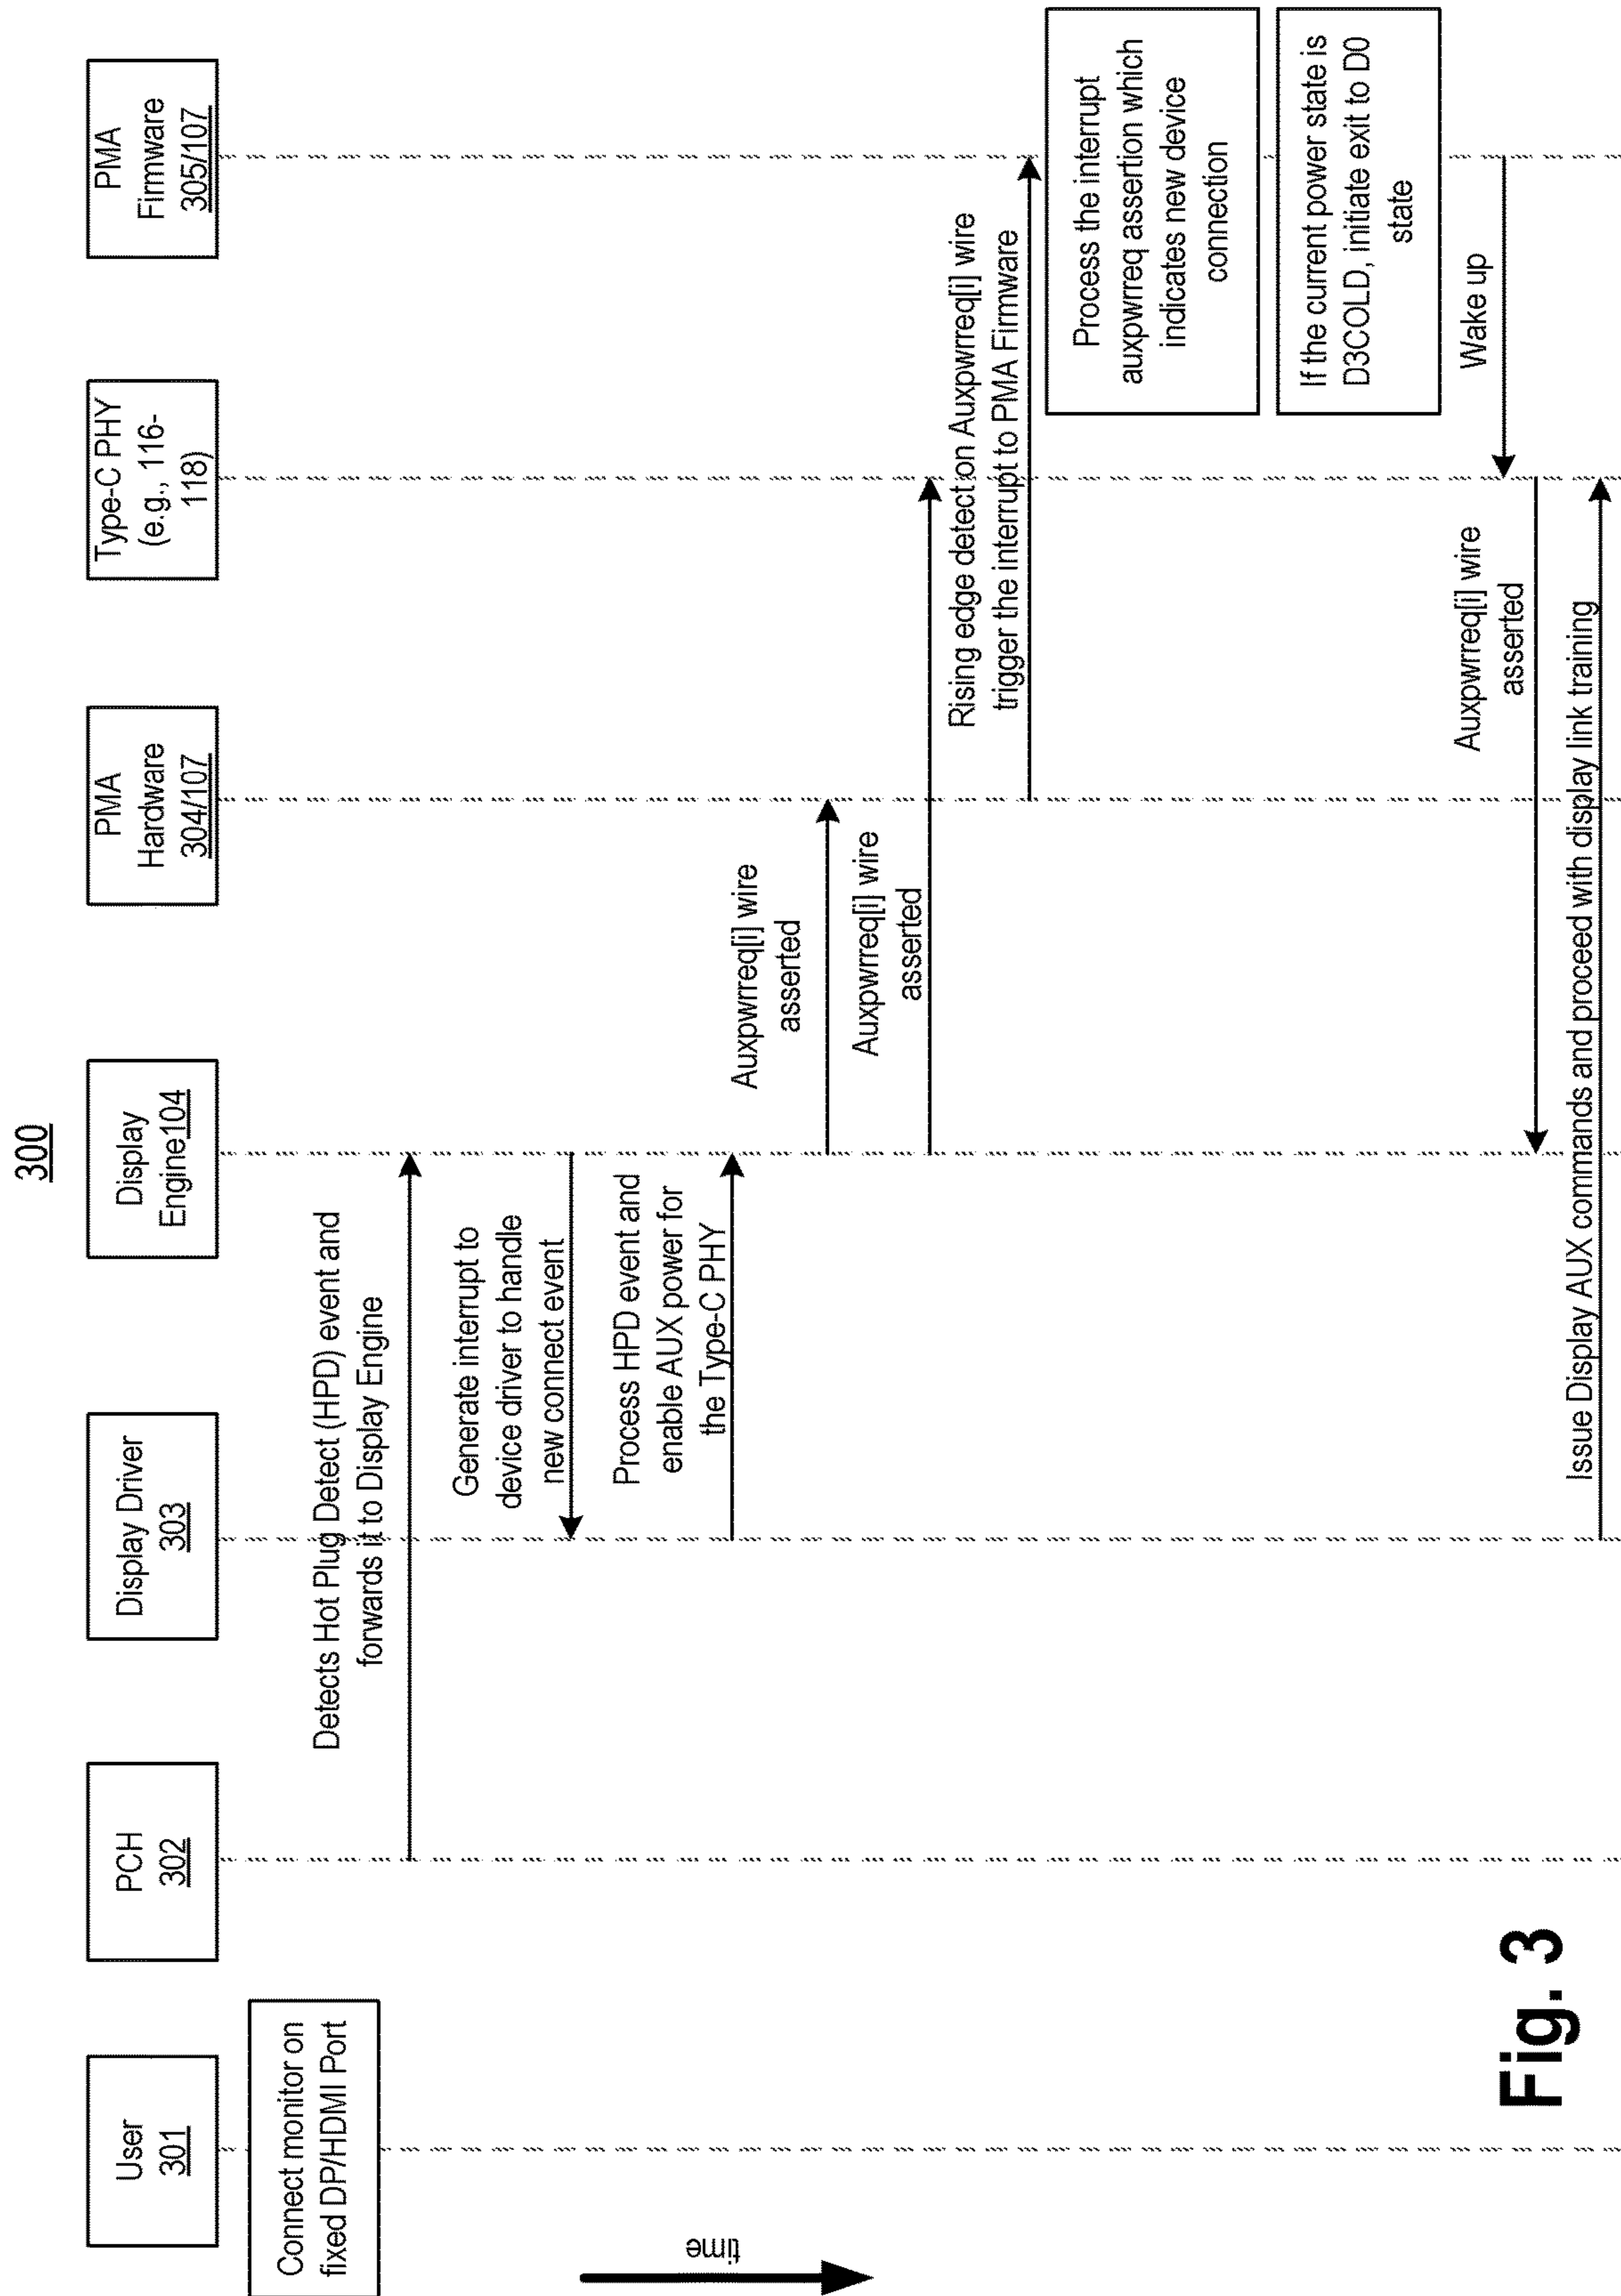 300
User
301
PCH
302
Display Driver
303
Display
Engine104
PMA
Hardware
304/107
Type-C PHY
(e.g., 116-
118)
PMA
Firmware
305/107
Connect monitor on
fixed DP/HDMI Port
Detects Hot Plug Detect (HPD) event and
forwards it to Display Engine
Generate interrupt to
device driver to handle
new connect event
Process HPD event and
enable AUX power for
the Type-C PHY
Auxpwrreq[i] wire
asserted
Auxpwrreq[i] wire
asserted
Rising edge detect on Auxpwrreq[i] wire
trigger the interrupt to PMA Firmware
Process the interrupt
auxpwrreq assertion which
indicates new device
connection
If the current power state is
D3COLD, initiate exit to D0
state
Wake up
Auxpwrreq[i] wire
asserted
Issue Display AUX commands and proceed with display link training
time
Fig. 3